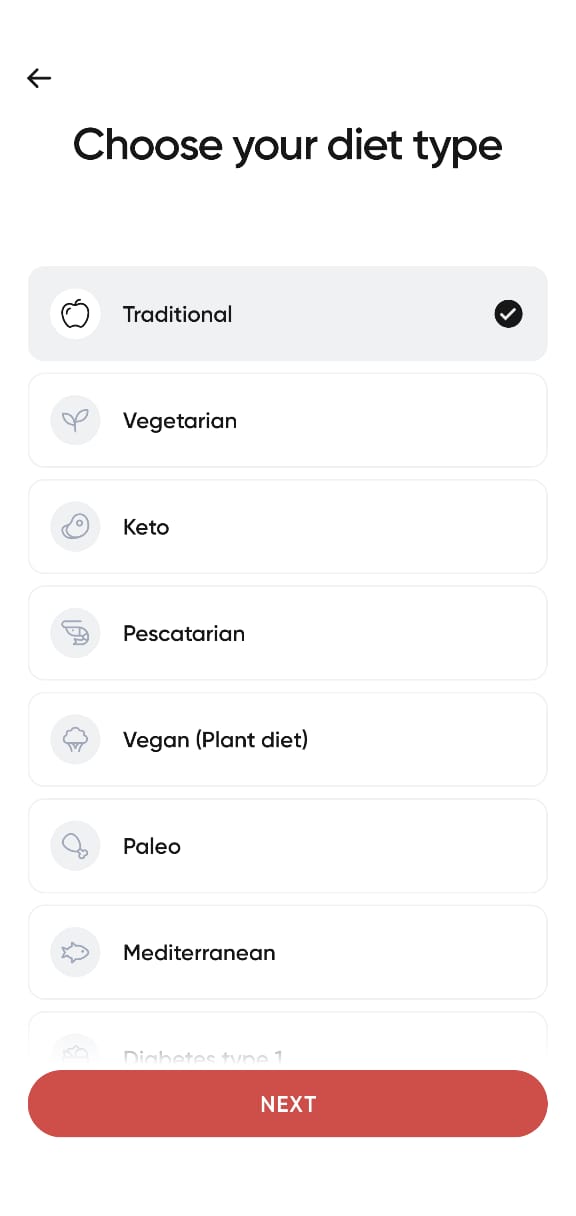 Choose your diet type
Traditional
Vegetarian
Keto
Pescatarian
Vegan (Plant diet)
Paleo
Mediterranean
Diabetes type 1
NEXT